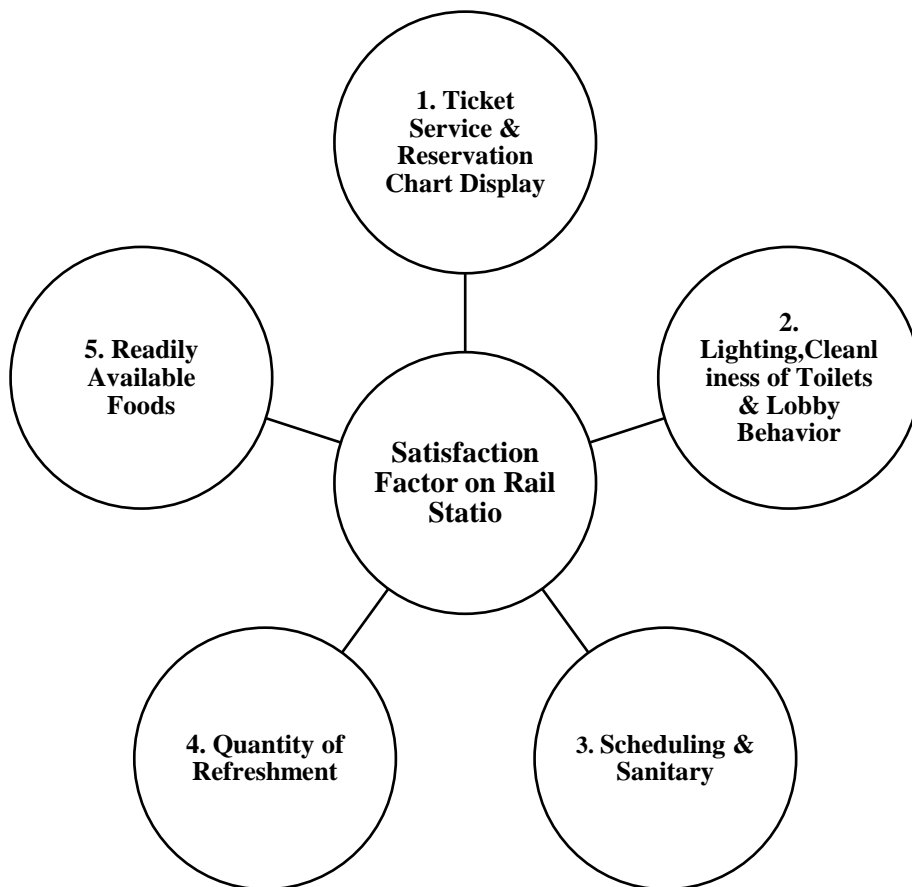 1. Ticket
Service &
Reservation
Chart Display
2.
Lighting,Cleanl
iness of Toilets
& Lobby
Behavior
3. Scheduling &
Sanitary
4. Quantity of
Refreshment
5. Readily
Available
Foods
Satisfaction
Factor on Rail
Statio